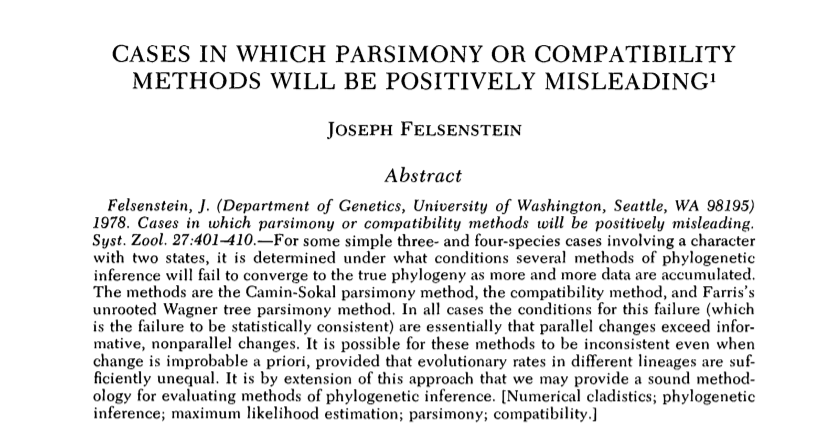 CASES IN WHICH PARSIMONY OR COMPATIBILITY
METHODS WILL BE POSITIVELY MISLEADING¹
JOSEPH FELSENSTEIN
Abstract
Felsenstein, J. (Department of Genetics, University of Washington, Seattle, WA 98195)
1978. Cases in which parsimony or compatibility methods will be positively misleading.
Syst. Zool. 27:401–410.—For some simple three- and four-species cases involving a character
with two states, it is determined under what conditions several methods of phylogenetic
inference will fail to converge to the true phylogeny as more and more data are accumulated.
The methods are the Camin-Sokal parsimony method, the compatibility method, and Farris's
unrooted Wagner tree parsimony method. In all cases the conditions for this failure (which
is the failure to be statistically consistent) are essentially that parallel changes exceed infor-
mative, nonparallel changes. It is possible for these methods to be inconsistent even when
change is improbable a priori, provided that evolutionary rates in different lineages are suf-
ficiently unequal. It is by extension of this approach that we may provide a sound method-
ology for evaluating methods of phylogenetic inference. [Numerical cladistics; phylogenetic
inference; maximum likelihood estimation; parsimony; compatibility.]